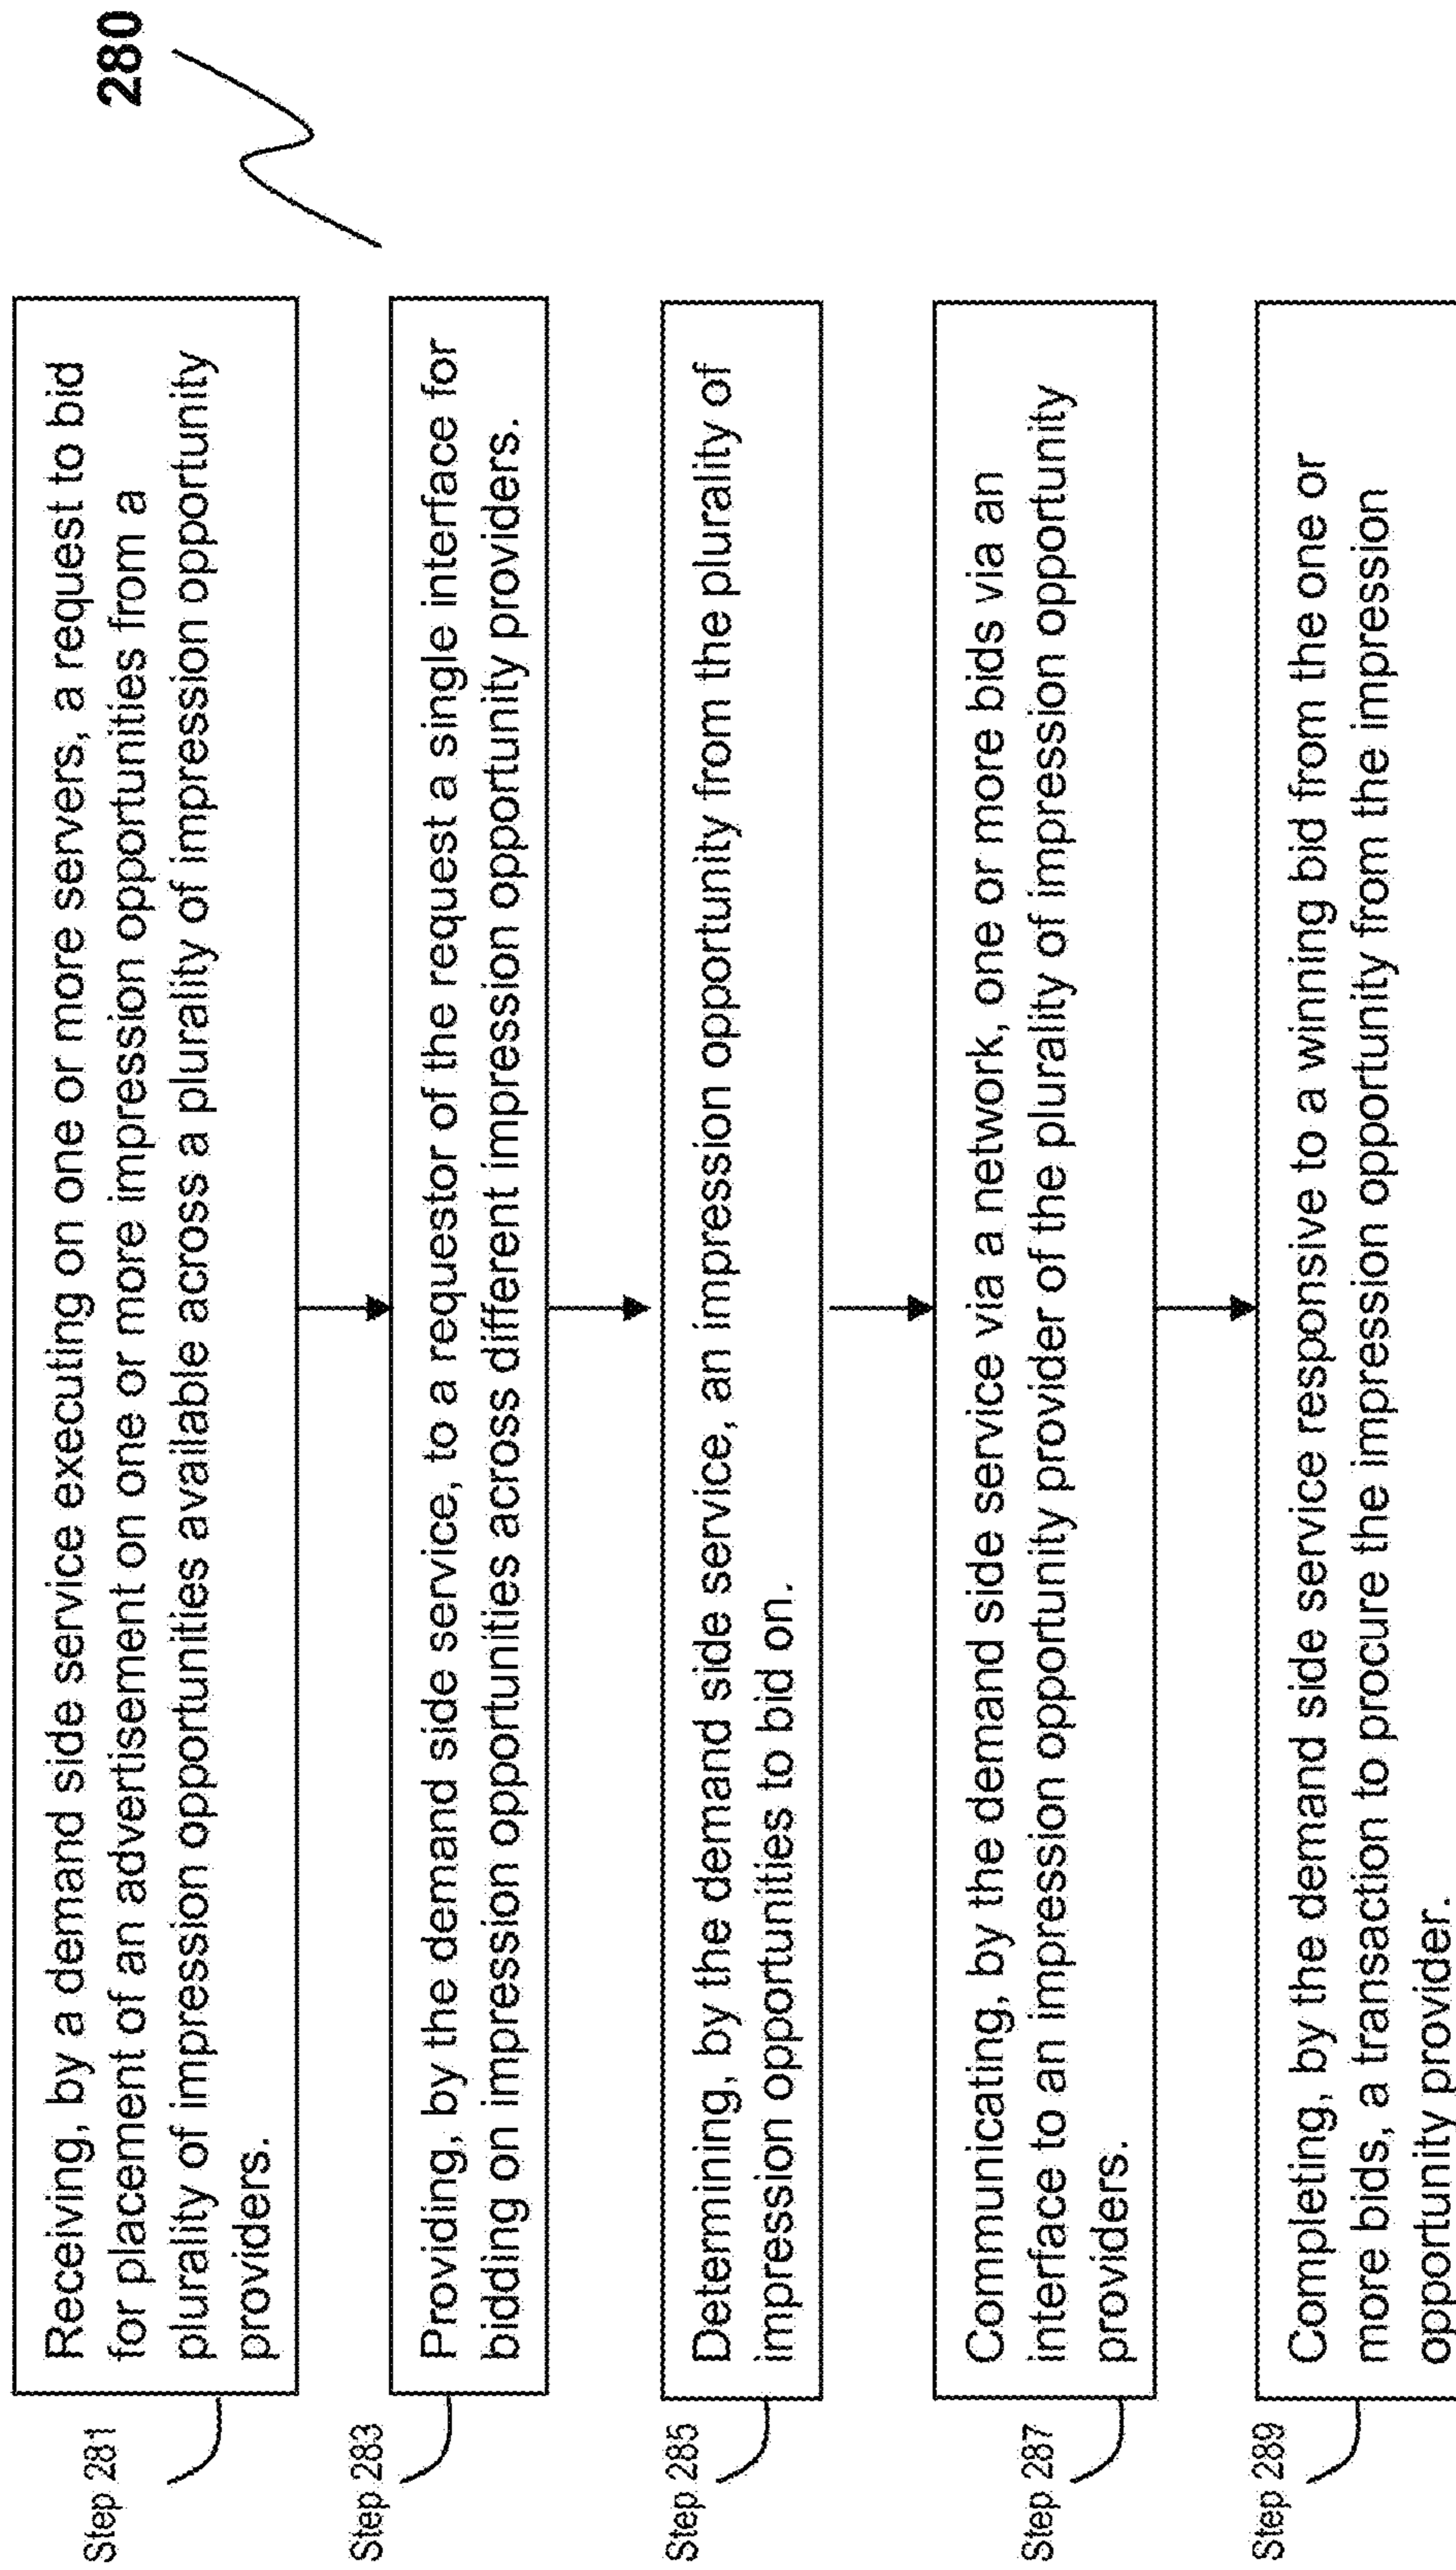 280
Step 281
Receiving, by a demand side service executing on one or more servers, a request to bid
for placement of an advertisement on one or more impression opportunities from a
plurality of impression opportunities available across a plurality of impression opportunity
providers.
Step 283
Providing, by the demand side service, to a requestor of the request a single interface for
bidding on impression opportunities across different impression opportunity providers.
Step 285
Determining, by the demand side service, an impression opportunity from the plurality of
impression opportunities to bid on.
Step 287
Communicating, by the demand side service via a network, one or more bids via an
interface to an impression opportunity provider of the plurality of impression opportunity
providers.
Step 289
Completing, by the demand side service responsive to a winning bid from the one or
more bids, a transaction to procure the impression opportunity from the impression
opportunity provider.